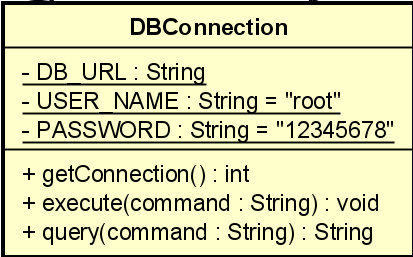 DBConnection
- DB_URL : String
- USER_NAME : String = "root"
- PASSWORD : String = "12345678"
+ getConnection() : int
+ execute(command : String) : void
+ query(command : String) : String